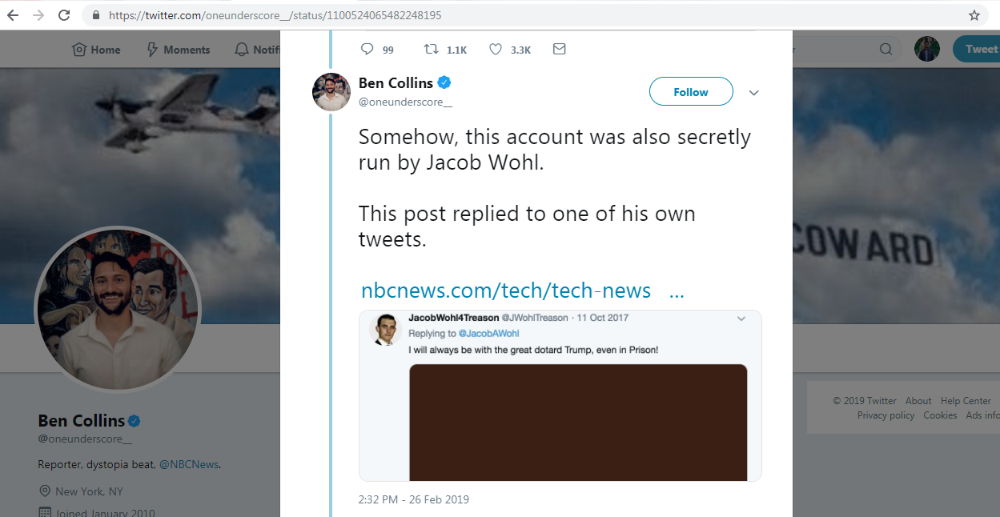 https://twitter.com/oneunderscore__/status/1100524065482248195
Home Moments
Tweet
99 1.1K 3.3K
Ben Collins
@oneunderscore__
Follow
Somehow, this account was also secretly
run by Jacob Wohl.
This post replied to one of his own
tweets.
nbcnews.com/tech/tech-news ...
JacobWohl4Treason @JWohlTreason · 11 Oct 2017
Replying to @JacobAWohl
I will always be with the great dotard Trump, even in Prison!
2:32 PM - 26 Feb 2019
COWARD
Ben Collins
@oneunderscore__
Reporter, dystopia beat, @NBCNews.
New York, NY
Joined January 2010
© 2019 Twitter About Help Center
Privacy policy Cookies Ads info